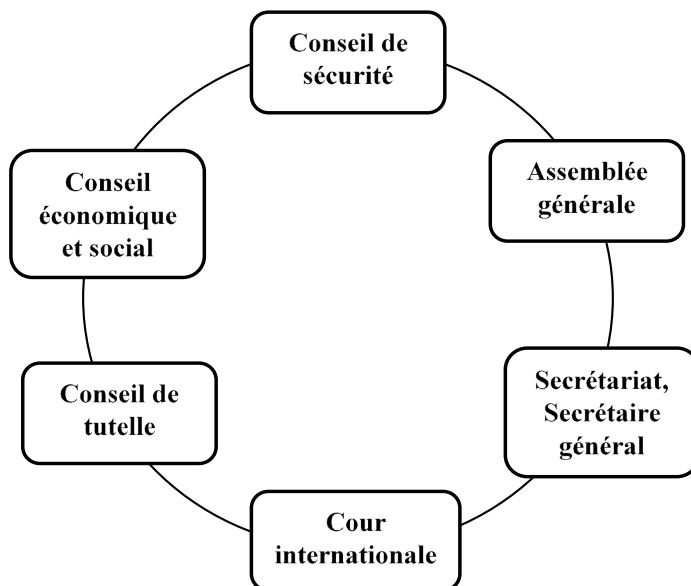 Conseil de
sécurité
Assemblée
générale
Secrétariat,
Secrétaire
général
Cour
internationale
Conseil de
tutelle
Conseil
économique
et social